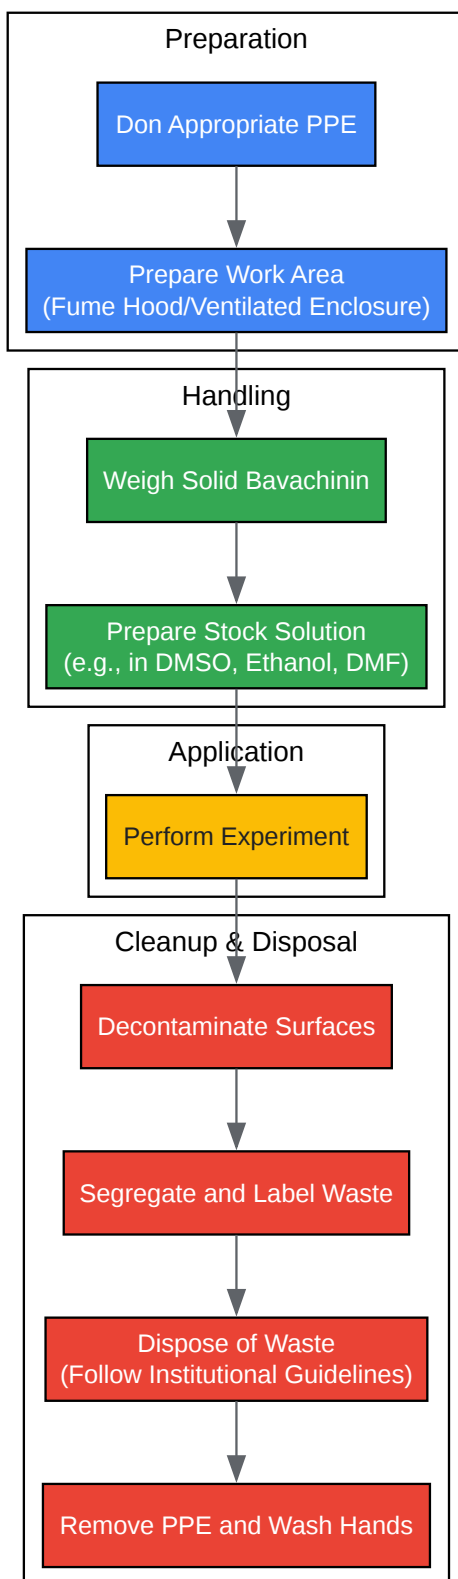 Preparation
Don Appropriate PPE
Prepare Work Area
(Fume Hood/Ventilated Enclosure)
Handling
Weigh Solid Bavachinin
Prepare Stock Solution
(e.g., in DMSO, Ethanol, DMF)
Application
Perform Experiment
Cleanup & Disposal
Decontaminate Surfaces
Segregate and Label Waste
Dispose of Waste
(Follow Institutional Guidelines)
Remove PPE and Wash Hands